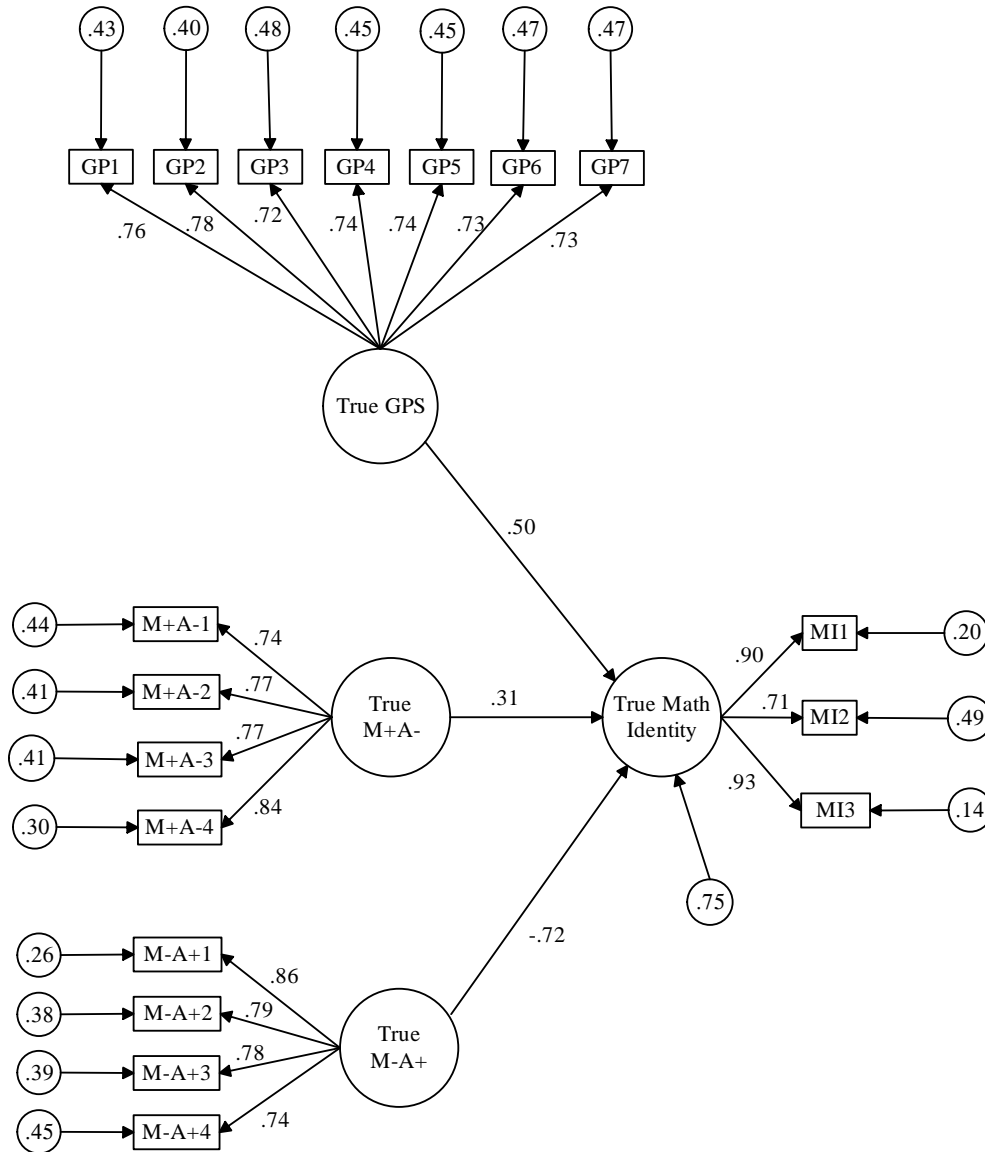 .43 .40 .48 .45 .45 .47 .47
GP1 GP2 GP3 GP4 GP5 GP6 GP7
.76 .78 .72 .74 .74 .73 .73
True GPS
.50
.44 M+A-1
.74
.41 M+A-2
.77
.41 M+A-3
.77
.30 M+A-4
.84
True
M+A-
.31
True Math
Identity
.90
MI1 .20
.71
MI2 .49
.93
MI3 .14
.75
-.72
.26 M-A+1
.86
.38 M-A+2
.79
.39 M-A+3
.78
.45 M-A+4
.74
True
M-A+